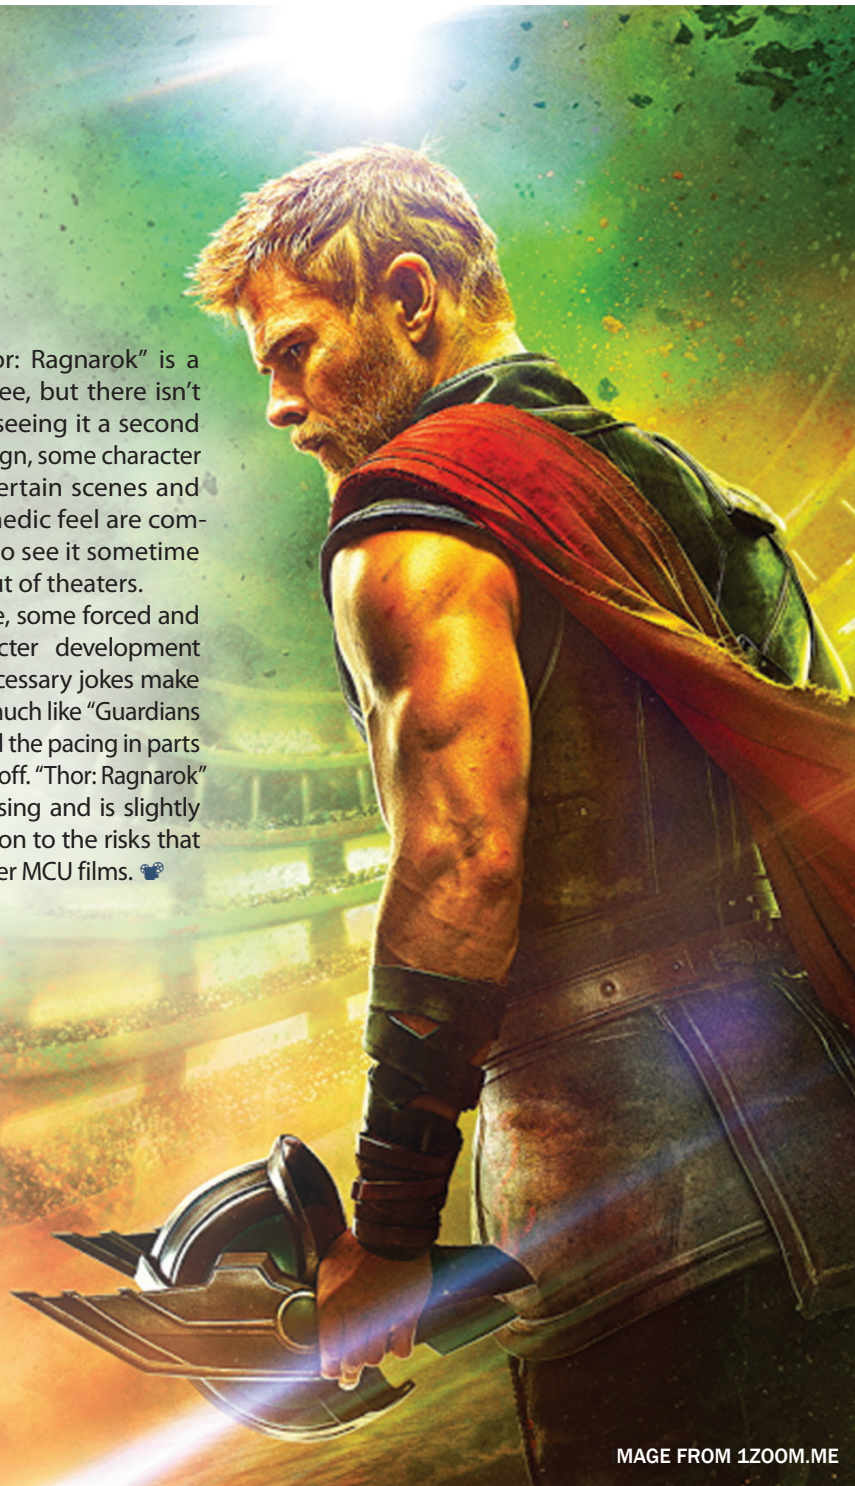 or: Ragnarok” is a
ee, but there isn’t
seeing it a second
gn, some character
ertain scenes and
nedic feel are com-
o see it sometime
ut of theaters.
e, some forced and
cter development
cessary jokes make
nuch like “Guardians
d the pacing in parts
off. “Thor: Ragnarok”
sing and is slightly
on to the risks that
er MCU films.
MAGE FROM 1ZOOM.ME